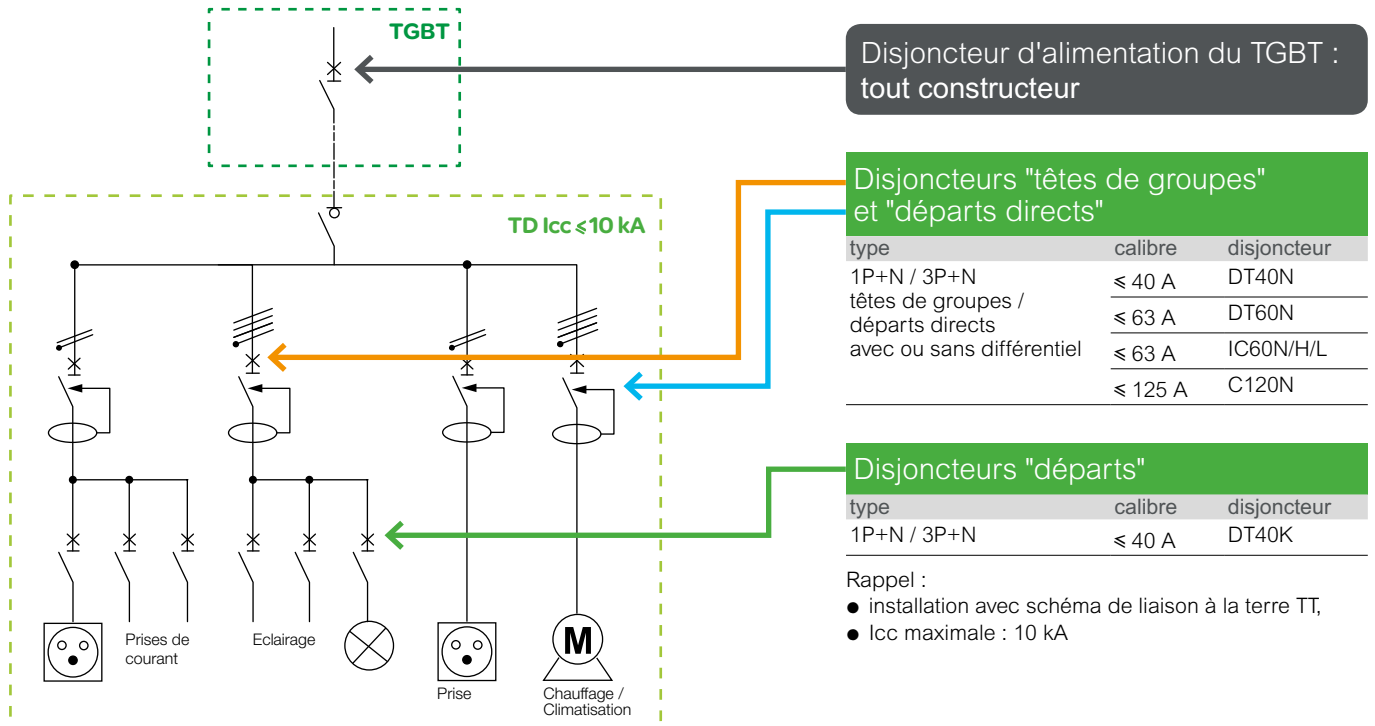 TGBT
Disjoncteur d'alimentation du TGBT :
tout constructeur
TD Icc ⩽10 kA
Disjoncteurs "têtes de groupes"
et "départs directs"
type calibre disjoncteur
1P+N / 3P+N ⩽ 40 A DT40N
têtes de groupes /
départs directs ⩽ 63 A DT60N
avec ou sans différentiel ⩽ 63 A IC60N/H/L
⩽ 125 A C120N
Disjoncteurs "départs"
type calibre disjoncteur
1P+N / 3P+N ⩽ 40 A DT40K
Rappel :
● installation avec schéma de liaison à la terre TT,
● Icc maximale : 10 kA
Prises de
courant
Eclairage
Prise
M
Chauffage /
Climatisation